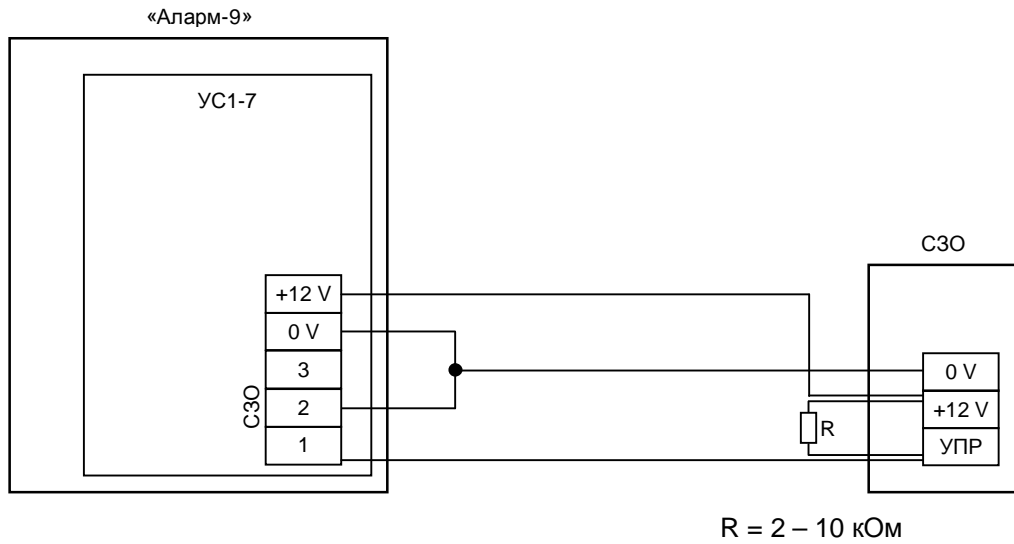 «Аларм-9»
УС1-7
СЗО
+12 V
0 V
3
СЗО
2
1
0 V
+12 V
R
УПР
R = 2 – 10 кОм